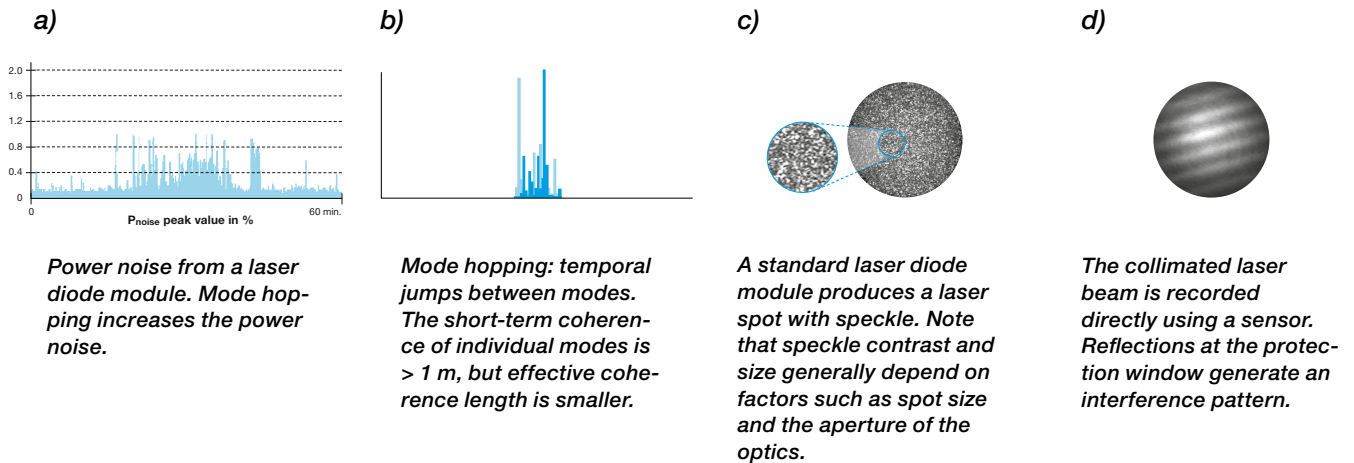 a)
2.0
1.6
1.2
0.8
0.4
0
0
60 min.
Pnoise peak value in %
Power noise from a laser
diode module. Mode hop-
ping increases the power
noise.
b)
Mode hopping: temporal
jumps between modes.
The short-term coheren-
ce of individual modes is
> 1 m, but effective cohe-
rence length is smaller.
c)
A standard laser diode
module produces a laser
spot with speckle. Note
that speckle contrast and
size generally depend on
factors such as spot size
and the aperture of the
optics.
d)
The collimated laser
beam is recorded
directly using a sensor.
Reflections at the protec-
tion window generate an
interference pattern.